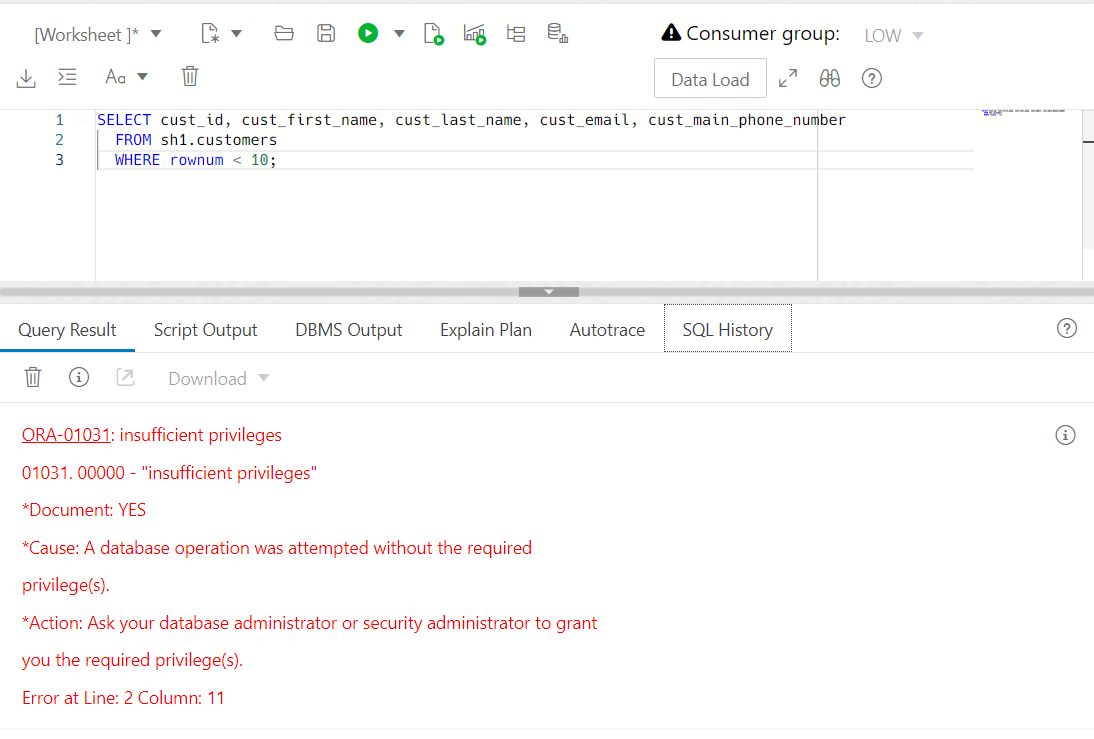 [Worksheet ]*
Consumer group: LOW
Aa
Data Load
1 SELECT cust_id, cust_first_name, cust_last_name, cust_email, cust_main_phone_number
2 FROM sh1.customers
3 WHERE rownum < 10;
Query Result Script Output DBMS Output Explain Plan Autotrace SQL History
Download
ORA-01031: insufficient privileges
01031. 00000 - "insufficient privileges"
*Document: YES
*Cause: A database operation was attempted without the required
privilege(s).
*Action: Ask your database administrator or security administrator to grant
you the required privilege(s).
Error at Line: 2 Column: 11